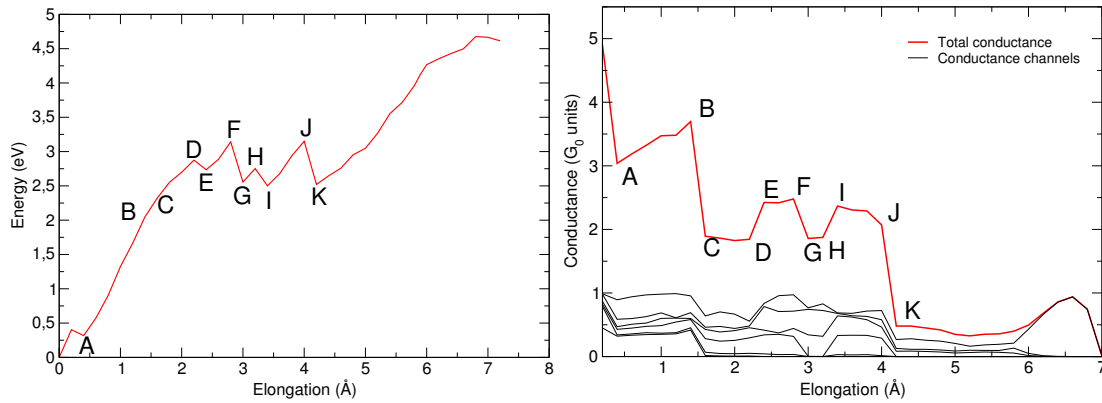 5
4,5
4
3,5
3
2,5
2
1,5
1
0,5
0
Energy (eV)
A
B
C
D
E
F
G
H
I
J
K
0 1 2 3 4 5 6 7 8
Elongation (Å)
5
4
3
2
1
0
Conductance (G₀ units)
Total conductance
Conductance channels
A
B
C
D
E
F
G
H
I
J
K
1 2 3 4 5 6 7
Elongation (Å)